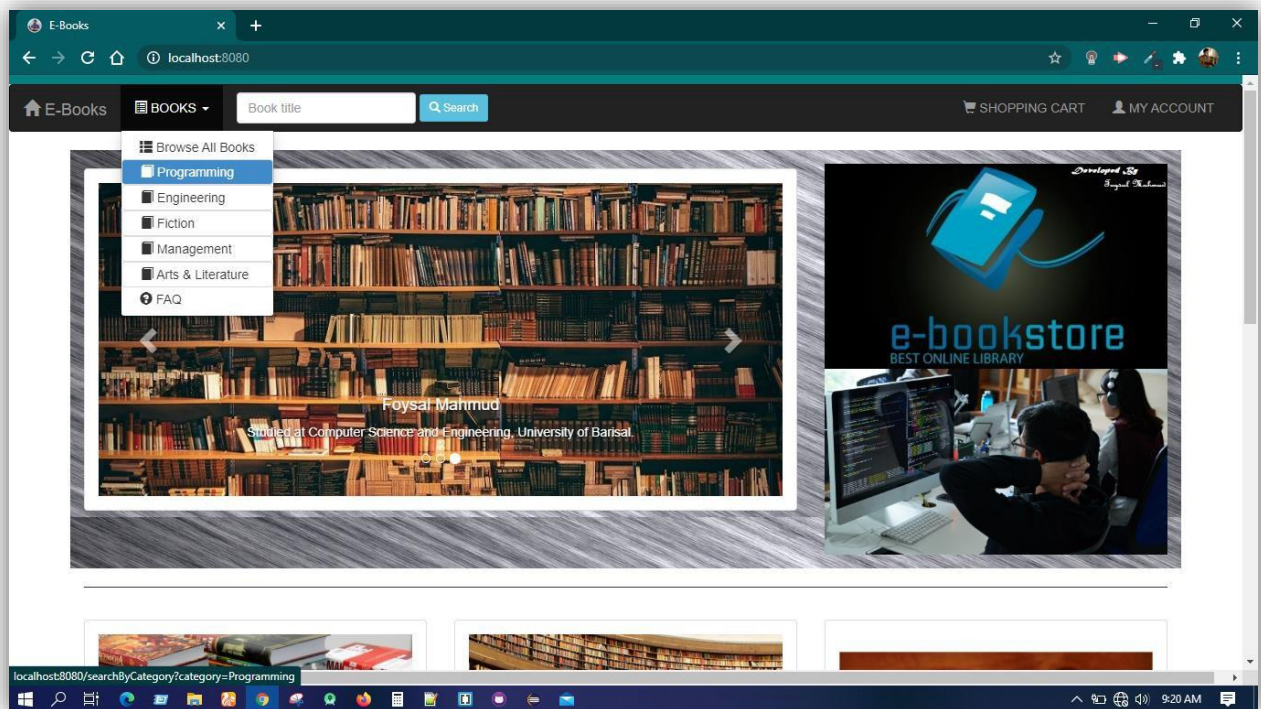 E-Books
localhost:8080
E-Books BOOKS Book title Search SHOPPING CART MY ACCOUNT
Browse All Books
Programming
Engineering
Fiction
Management
Arts & Literature
FAQ
Developed By
Foysal Mahmud
e-bookstore
BEST ONLINE LIBRARY
Foysal Mahmud
Studied at Computer Science and Engineering, University of Barisal.
localhost:8080/searchByCategory?category=Programming
9:20 AM